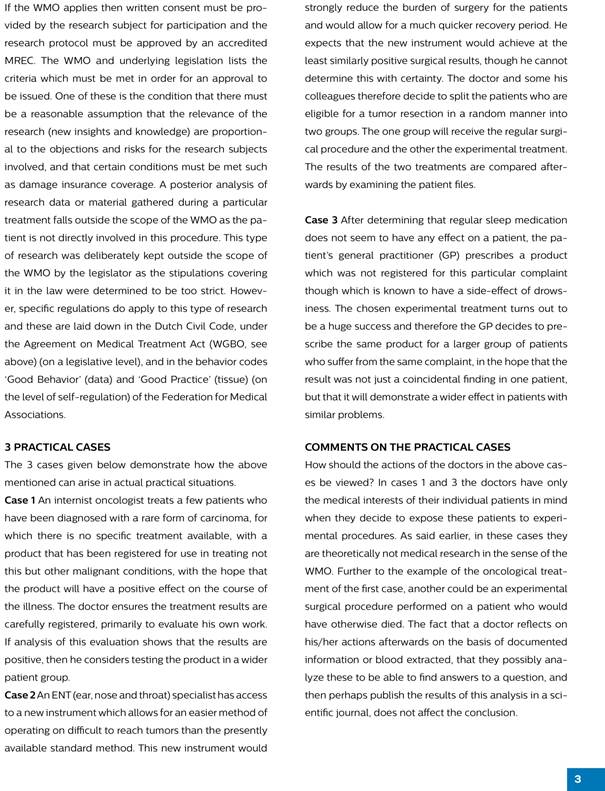 If the WMO applies then written consent must be pro-
vided by the research subject for participation and the
research protocol must be approved by an accredited
MREC. The WMO and underlying legislation lists the
criteria which must be met in order for an approval to
be issued. One of these is the condition that there must
be a reasonable assumption that the relevance of the
research (new insights and knowledge) are proportion-
al to the objections and risks for the research subjects
involved, and that certain conditions must be met such
as damage insurance coverage. A posterior analysis of
research data or material gathered during a particular
treatment falls outside the scope of the WMO as the pa-
tient is not directly involved in this procedure. This type
of research was deliberately kept outside the scope of
the WMO by the legislator as the stipulations covering
it in the law were determined to be too strict. Howev-
er, specific regulations do apply to this type of research
and these are laid down in the Dutch Civil Code, under
the Agreement on Medical Treatment Act (WGBO, see
above) (on a legislative level), and in the behavior codes
‘Good Behavior’ (data) and ‘Good Practice’ (tissue) (on
the level of self-regulation) of the Federation for Medical
Associations.
3 PRACTICAL CASES
The 3 cases given below demonstrate how the above
mentioned can arise in actual practical situations.
Case 1 An internist oncologist treats a few patients who
have been diagnosed with a rare form of carcinoma, for
which there is no specific treatment available, with a
product that has been registered for use in treating not
this but other malignant conditions, with the hope that
the product will have a positive effect on the course of
the illness. The doctor ensures the treatment results are
carefully registered, primarily to evaluate his own work.
If analysis of this evaluation shows that the results are
positive, then he considers testing the product in a wider
patient group.
Case 2 An ENT (ear, nose and throat) specialist has access
to a new instrument which allows for an easier method of
operating on difficult to reach tumors than the presently
available standard method. This new instrument would
strongly reduce the burden of surgery for the patients
and would allow for a much quicker recovery period. He
expects that the new instrument would achieve at the
least similarly positive surgical results, though he cannot
determine this with certainty. The doctor and some his
colleagues therefore decide to split the patients who are
eligible for a tumor resection in a random manner into
two groups. The one group will receive the regular surgi-
cal procedure and the other the experimental treatment.
The results of the two treatments are compared after-
wards by examining the patient files.
Case 3 After determining that regular sleep medication
does not seem to have any effect on a patient, the pa-
tient’s general practitioner (GP) prescribes a product
which was not registered for this particular complaint
though which is known to have a side-effect of drows-
iness. The chosen experimental treatment turns out to
be a huge success and therefore the GP decides to pre-
scribe the same product for a larger group of patients
who suffer from the same complaint, in the hope that the
result was not just a coincidental finding in one patient,
but that it will demonstrate a wider effect in patients with
similar problems.
COMMENTS ON THE PRACTICAL CASES
How should the actions of the doctors in the above cas-
es be viewed? In cases 1 and 3 the doctors have only
the medical interests of their individual patients in mind
when they decide to expose these patients to experi-
mental procedures. As said earlier, in these cases they
are theoretically not medical research in the sense of the
WMO. Further to the example of the oncological treat-
ment of the first case, another could be an experimental
surgical procedure performed on a patient who would
have otherwise died. The fact that a doctor reflects on
his/her actions afterwards on the basis of documented
information or blood extracted, that they possibly ana-
lyze these to be able to find answers to a question, and
then perhaps publish the results of this analysis in a sci-
entific journal, does not affect the conclusion.
3